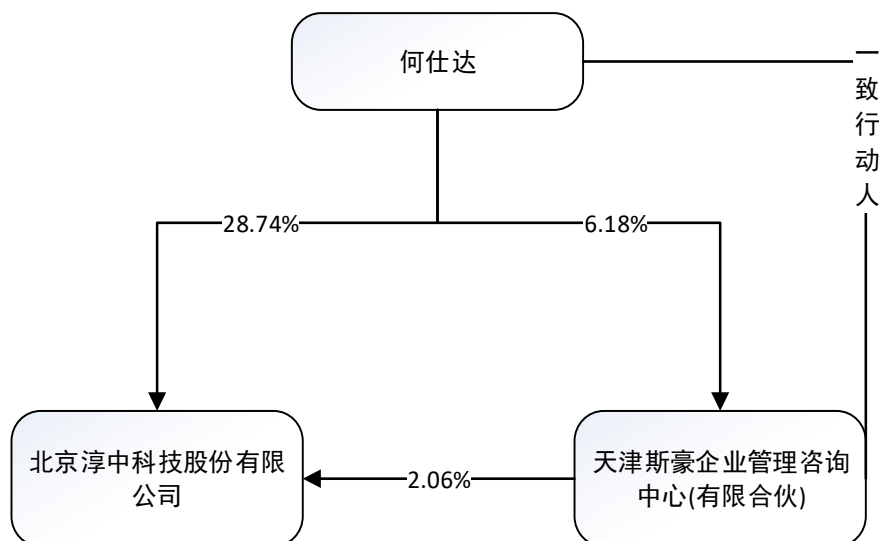 何仕达
一致行动人
28.74%
6.18%
北京淳中科技股份有限
公司
2.06%
天津斯豪企业管理咨询
中心(有限合伙)